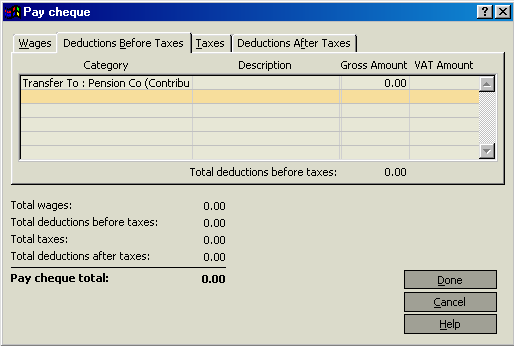 Pay cheque
Wages Deductions Before Taxes Taxes Deductions After Taxes
Category Description Gross Amount VAT Amount
Transfer To : Pension Co (Contribu 0.00
Total deductions before taxes: 0.00
Total wages: 0.00
Total deductions before taxes: 0.00
Total taxes: 0.00
Total deductions after taxes: 0.00
Pay cheque total: 0.00
Done
Cancel
Help